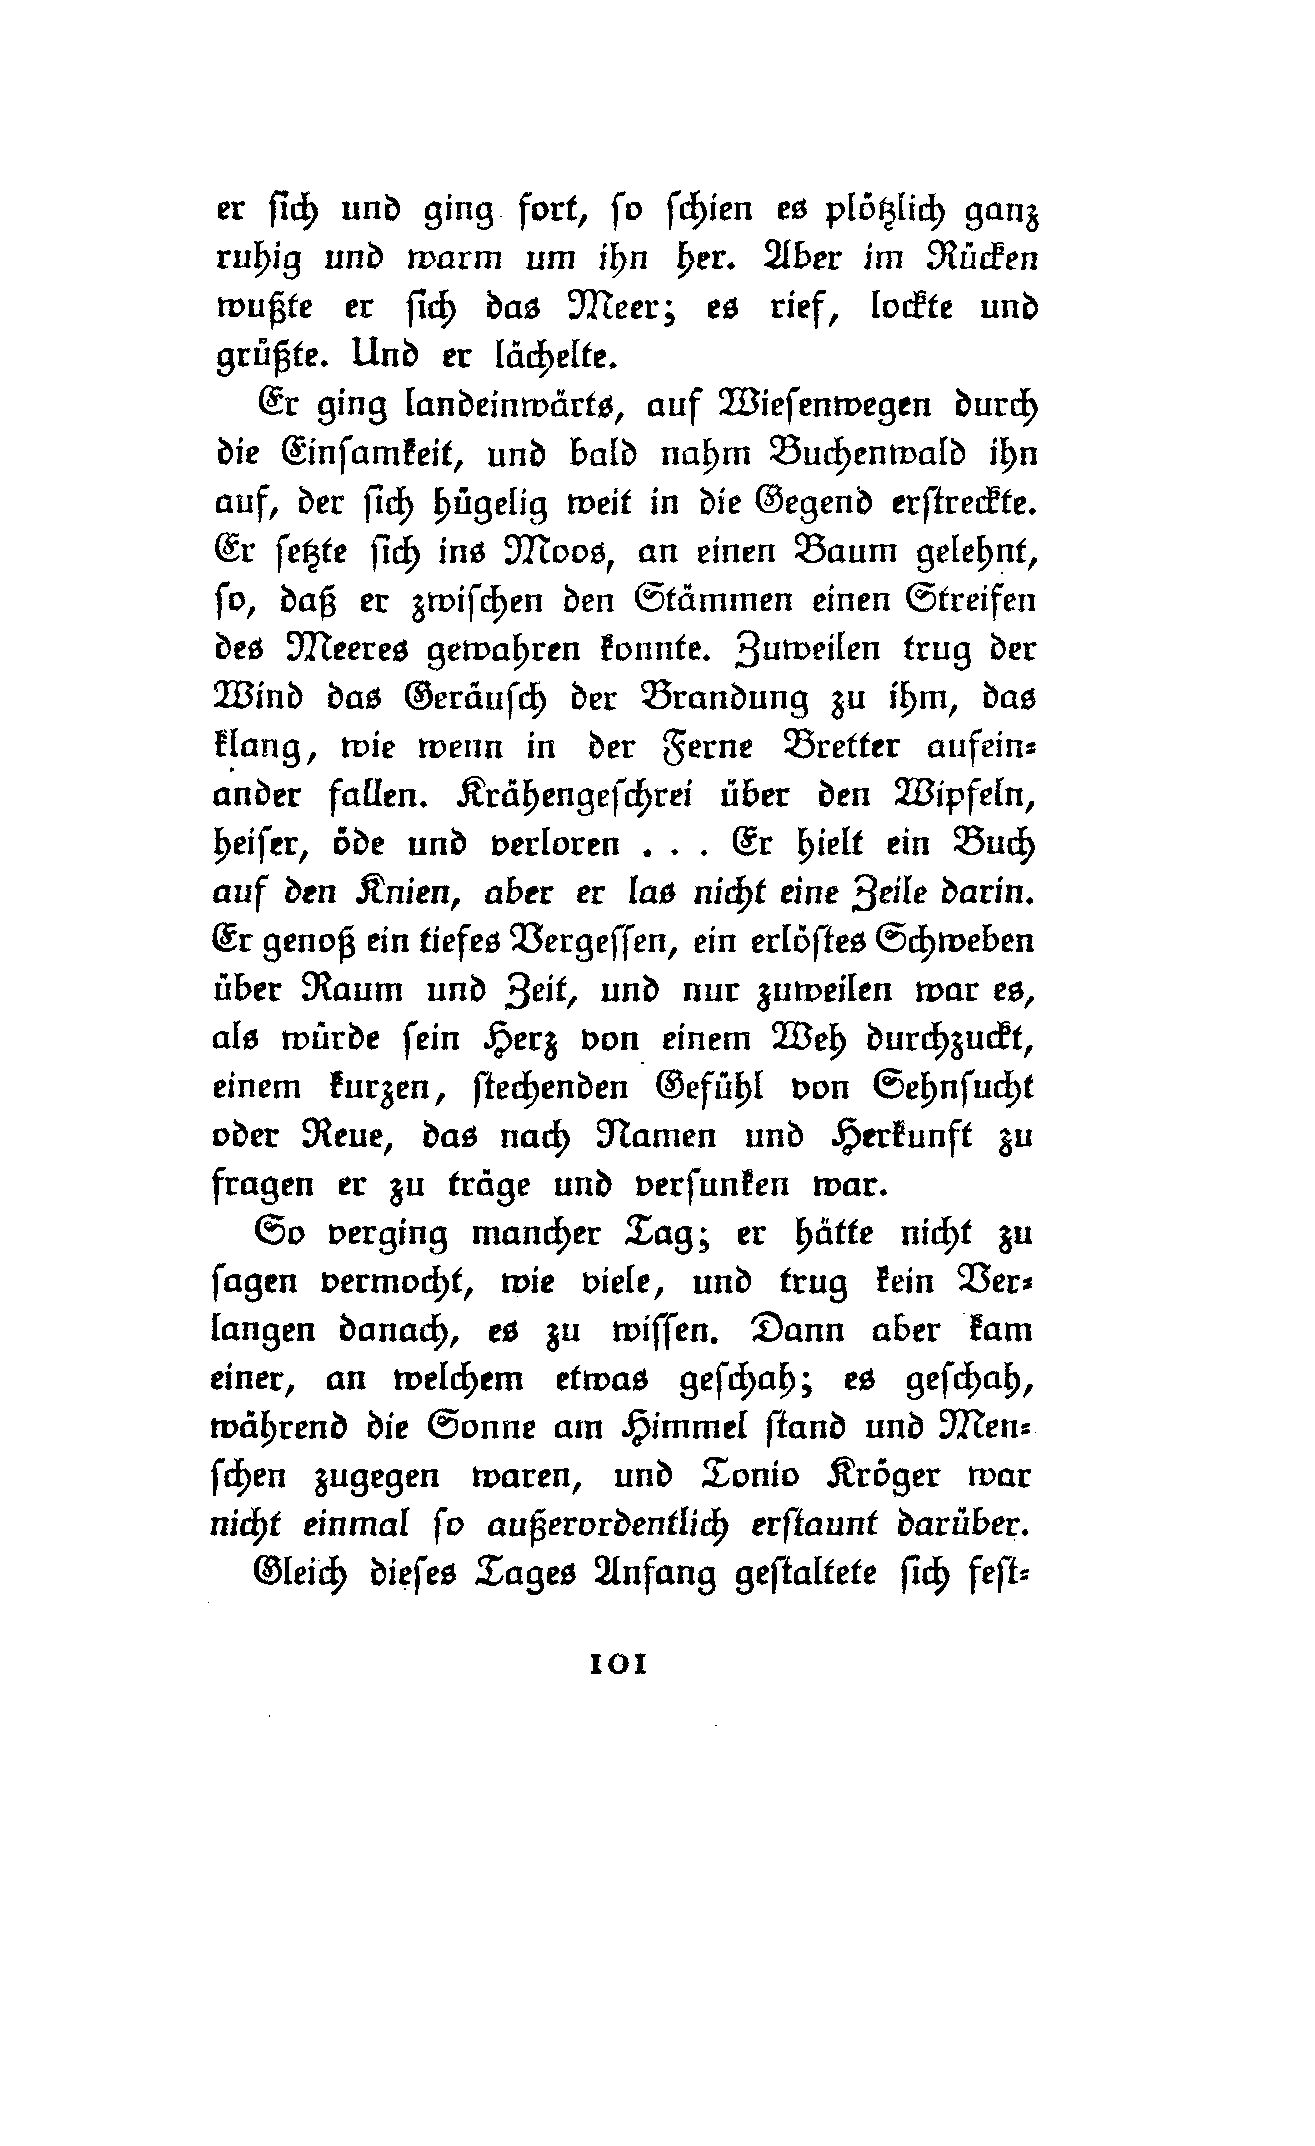 er ſich und ging fort, ſo ſchien es plötzlich ganz
ruhig und warm um ihn her. Aber im Rücken
wußte er ſich das Meer; es rief, lockte und
grüßte. Und er lächelte.
Er ging landeinwärts, auf Wieſenwegen durch
die Einſamkeit, und bald nahm Buchenwald ihn
auf, der ſich hügelig weit in die Gegend erſtreckte.
Er ſetzte ſich ins Moos, an einen Baum gelehnt,
ſo, daß er zwiſchen den Stämmen einen Streifen
des Meeres gewahren konnte. Zuweilen trug der
Wind das Geräuſch der Brandung zu ihm, das
klang, wie wenn in der Ferne Bretter aufein-
ander fallen. Krähengeſchrei über den Wipfeln,
heiſer, öde und verloren . . . Er hielt ein Buch
auf den Knien, aber er las nicht eine Zeile darin.
Er genoß ein tiefes Vergeſſen, ein erlöſtes Schweben
über Raum und Zeit, und nur zuweilen war es,
als würde ſein Herz von einem Weh durchzuckt,
einem kurzen, ſtechenden Gefühl von Sehnſucht
oder Reue, das nach Namen und Herkunft zu
fragen er zu träge und verſunken war.
So verging mancher Tag; er hätte nicht zu
ſagen vermocht, wie viele, und trug kein Ver-
langen danach, es zu wiſſen. Dann aber kam
einer, an welchem etwas geſchah; es geſchah,
während die Sonne am Himmel ſtand und Men-
ſchen zugegen waren, und Tonio Kröger war
nicht einmal ſo außerordentlich erſtaunt darüber.
Gleich dieſes Tages Anfang geſtaltete ſich feſt-
101